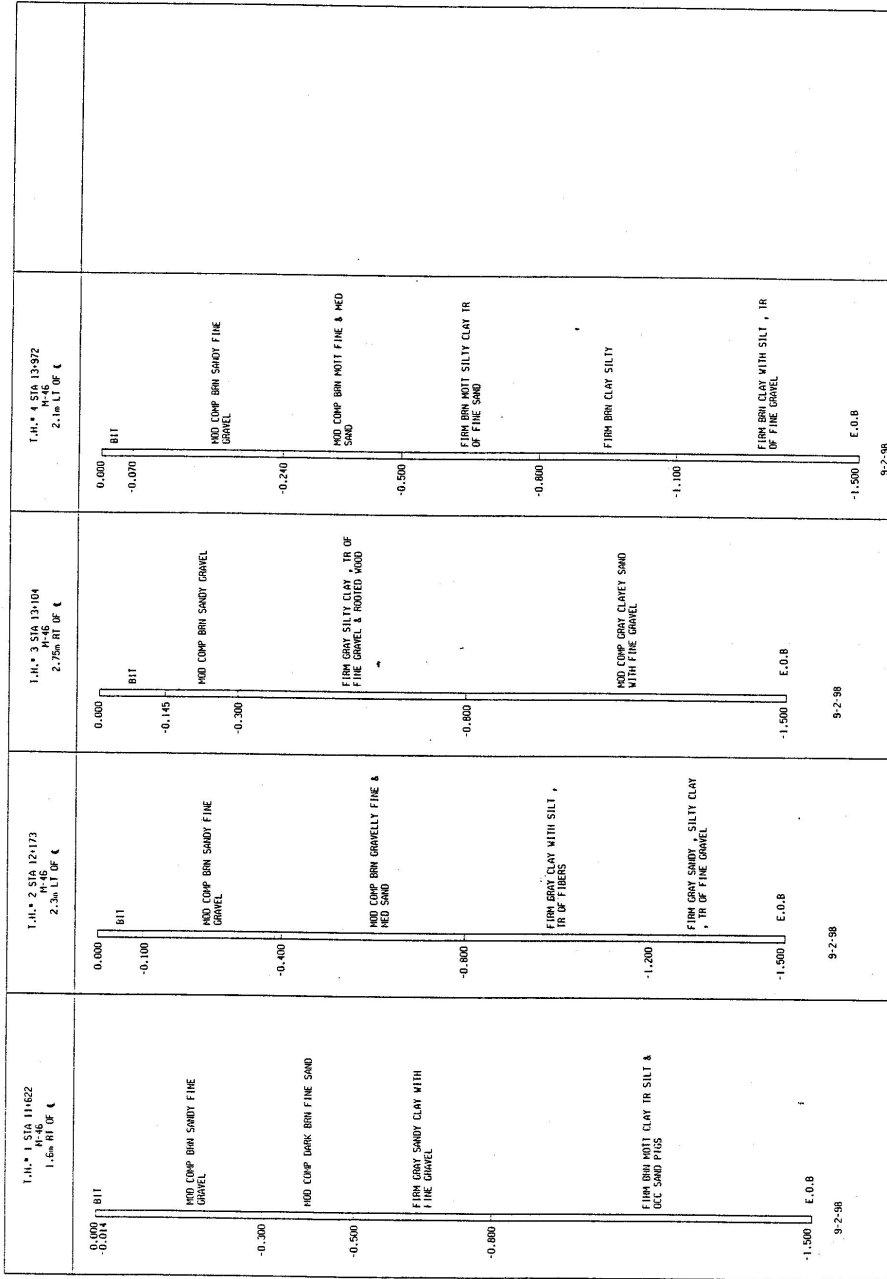 T.H.# 1 STA 11+622
M-46
1.6m RT OF ℄
0.000
-0.014
BIT
MOD COMP BRN SANDY FINE
GRAVEL
-0.300
MOD COMP DARK BRN FINE SAND
-0.500
FIRM GRAY SANDY CLAY WITH
FINE GRAVEL
-0.800
FIRM BRN MOTT CLAY TR SILT &
OCC SAND PTGS
-1.500
E.O.B
9-2-98
T.H.# 2 STA 12+173
M-46
2.3m LT OF ℄
0.000
BIT
-0.100
MOD COMP BRN SANDY FINE
GRAVEL
-0.400
MOD COMP BRN GRAVELLY FINE &
MED SAND
-0.800
FIRM GRAY CLAY WITH SILT ,
TR OF FIBERS
-1.200
FIRM GRAY SANDY , SILTY CLAY
, TR OF FINE GRAVEL
-1.500
E.O.B
9-2-98
T.H.# 3 STA 13+104
M-46
2.75m RT OF ℄
0.000
BIT
-0.145
MOD COMP BRN SANDY GRAVEL
-0.300
FIRM GRAY SILTY CLAY , TR OF
FINE GRAVEL & ROOTED WOOD
-0.800
MOD COMP GRAY CLAYEY SAND
WITH FINE GRAVEL
-1.500
E.O.B
9-2-98
T.H.# 4 STA 13+972
M-46
2.1m LT OF ℄
0.000
BIT
-0.070
MOD COMP BRN SANDY FINE
GRAVEL
-0.240
MOD COMP BRN MOTT FINE & MED
SAND
-0.500
FIRM BRN MOTT SILTY CLAY TR
OF FINE SAND
-0.800
FIRM BRN CLAY SILTY
-1.100
FIRM BRN CLAY WITH SILT , TR
OF FINE GRAVEL
-1.500
E.O.B
9-2-98